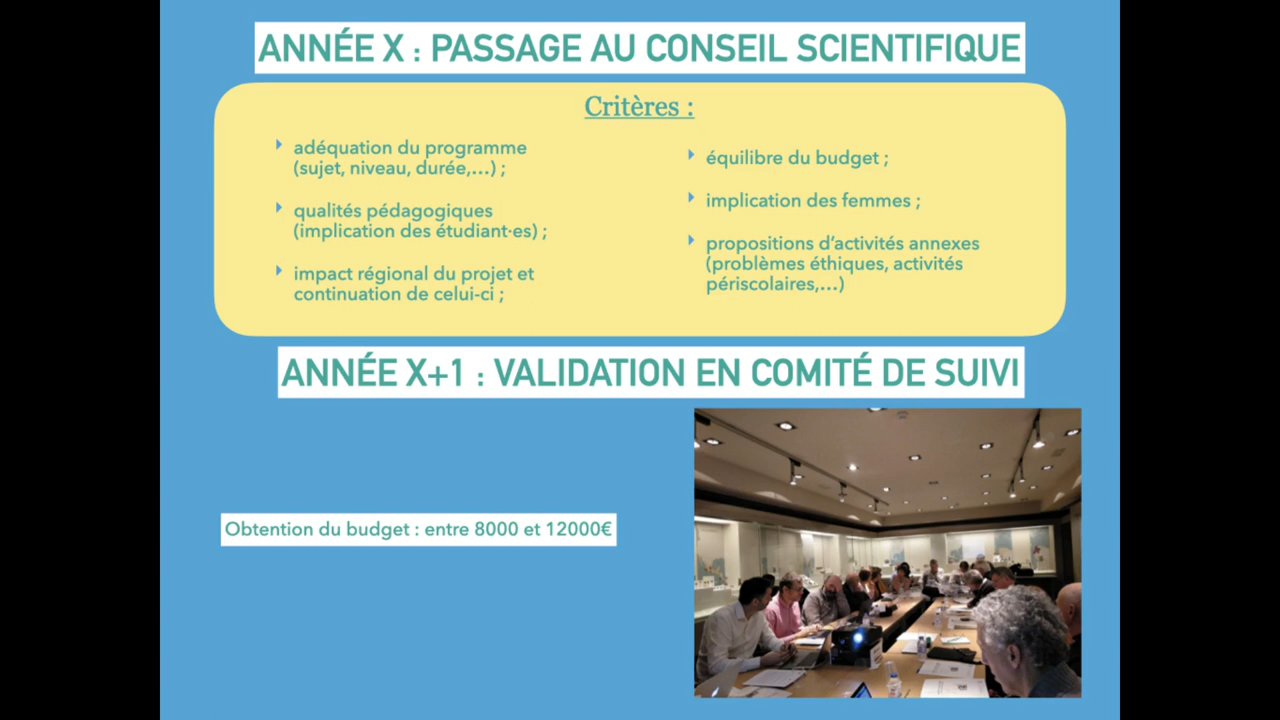 ANNÉE X : PASSAGE AU CONSEIL SCIENTIFIQUE
Critères :
adéquation du programme
(sujet, niveau, durée,…) ;
qualités pédagogiques
(implication des étudiant·es) ;
impact régional du projet et
continuation de celui-ci ;
équilibre du budget ;
implication des femmes ;
propositions d’activités annexes
(problèmes éthiques, activités
périscolaires,…)
ANNÉE X+1 : VALIDATION EN COMITÉ DE SUIVI
Obtention du budget : entre 8000 et 12000€